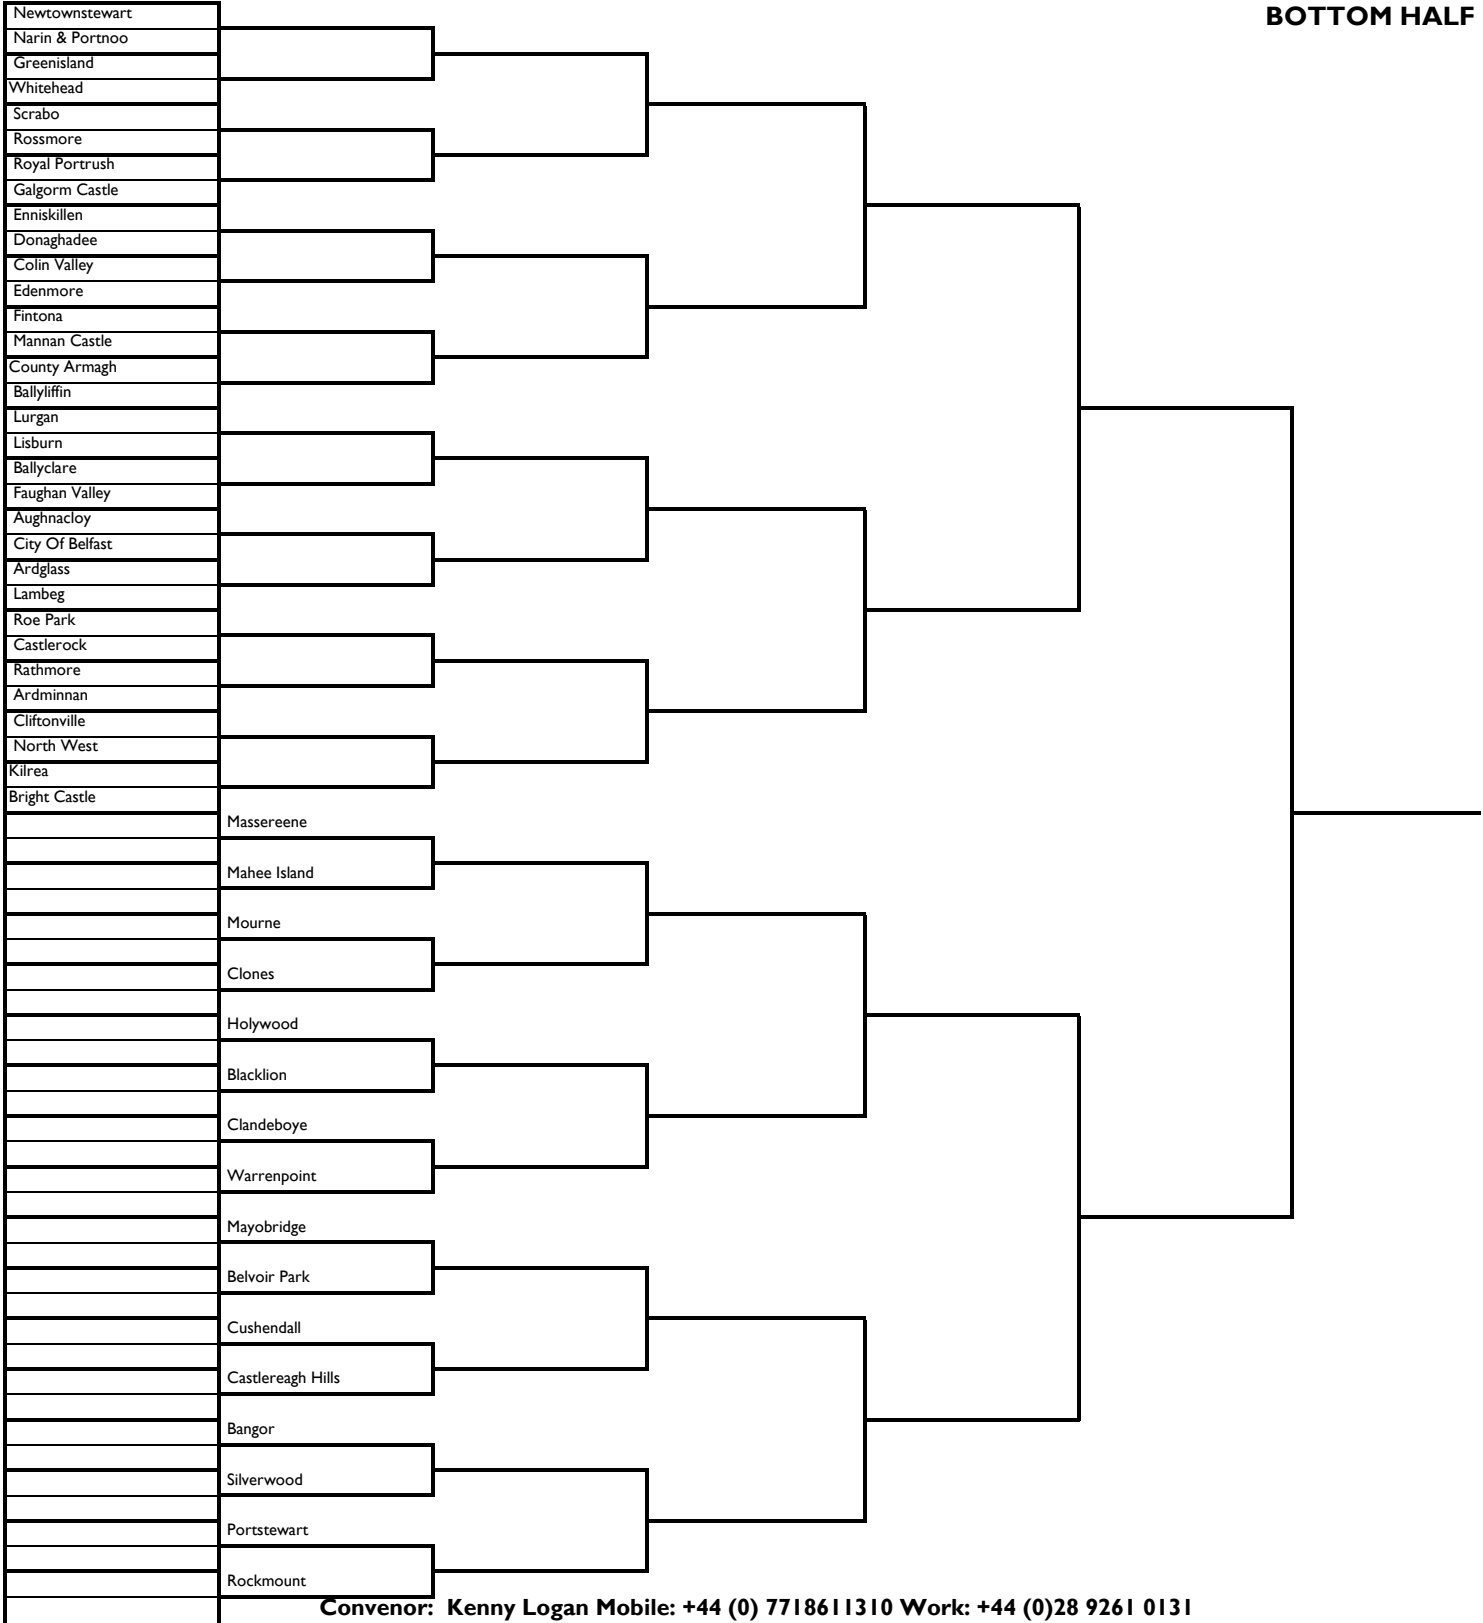 BOTTOM HALF
Newtownstewart
Narin & Portnoo
Greenisland
Whitehead
Scrabo
Rossmore
Royal Portrush
Galgorm Castle
Enniskillen
Donaghadee
Colin Valley
Edenmore
Fintona
Mannan Castle
County Armagh
Ballyliffin
Lurgan
Lisburn
Ballyclare
Faughan Valley
Aughnacloy
City Of Belfast
Ardglass
Lambeg
Roe Park
Castlerock
Rathmore
Ardminnan
Cliftonville
North West
Kilrea
Bright Castle
Massereene
Mahee Island
Mourne
Clones
Holywood
Blacklion
Clandeboye
Warrenpoint
Mayobridge
Belvoir Park
Cushendall
Castlereagh Hills
Bangor
Silverwood
Portstewart
Rockmount
Convenor: Kenny Logan Mobile: +44 (0) 7718611310 Work: +44 (0)28 9261 0131